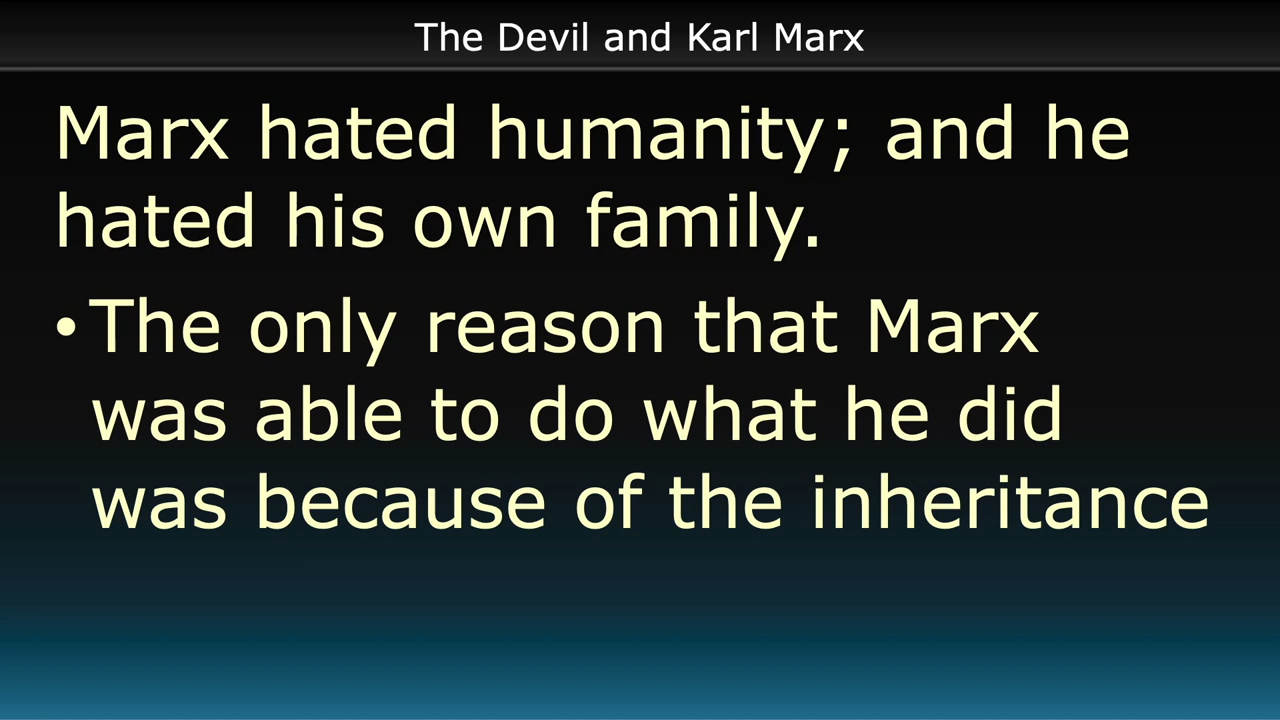 The Devil and Karl Marx
Marx hated humanity; and he
hated his own family.
• The only reason that Marx
was able to do what he did
was because of the inheritance